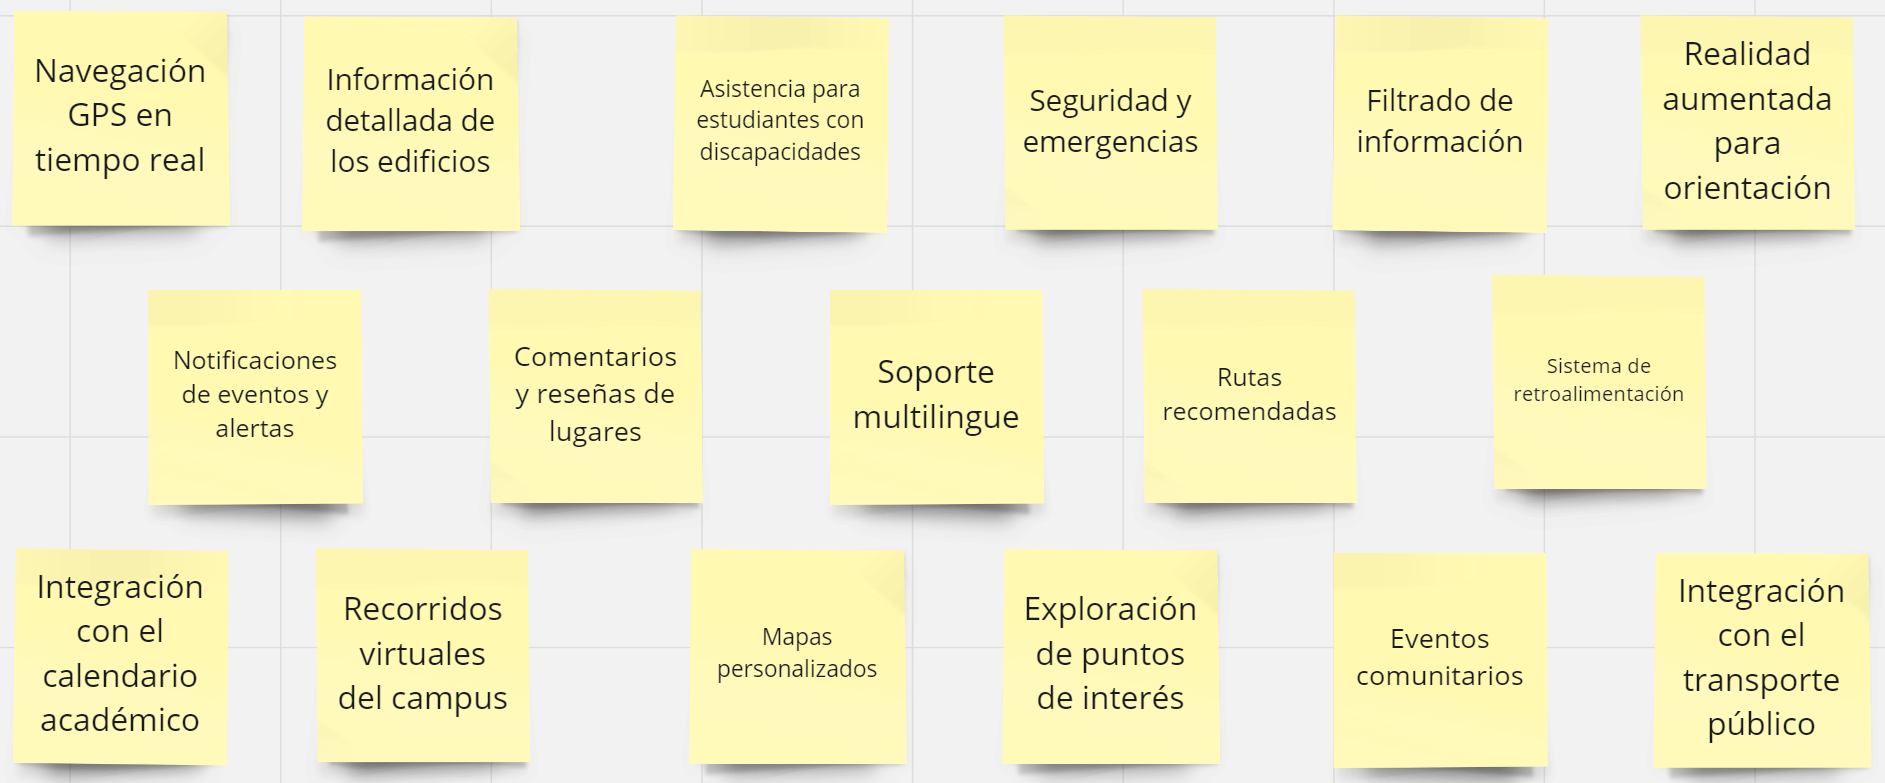 Navegación
GPS en
tiempo real
Información
detallada de
los edificios
Asistencia para
estudiantes con
discapacidades
Seguridad y
emergencias
Filtrado de
información
Realidad
aumentada
para
orientación
Notificaciones
de eventos y
alertas
Comentarios
y reseñas de
lugares
Soporte
multilingue
Rutas
recomendadas
Sistema de
retroalimentación
Integración
con el
calendario
académico
Recorridos
virtuales
del campus
Mapas
personalizados
Exploración
de puntos
de interés
Eventos
comunitarios
Integración
con el
transporte
público